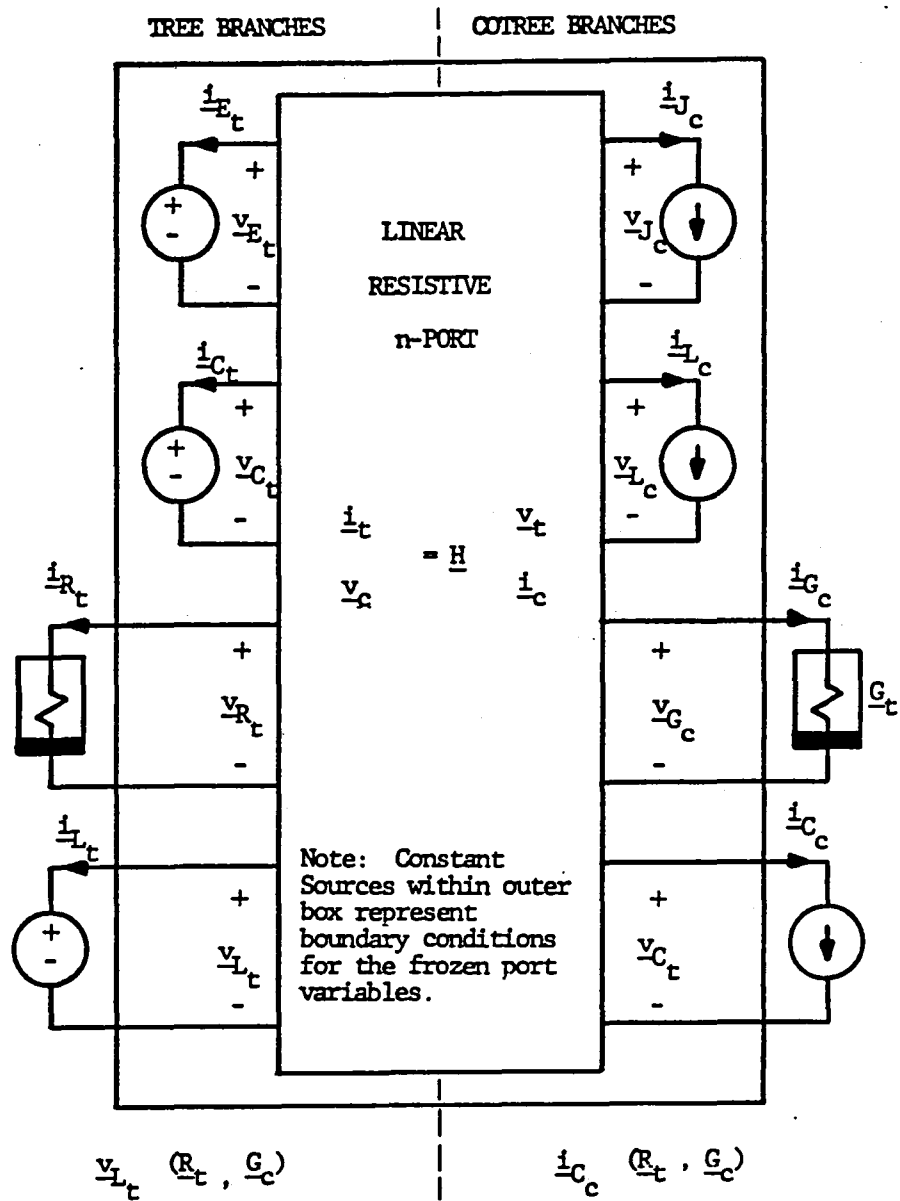 TREE BRANCHES
COTREE BRANCHES
i_E_t
i_J_c
+
+
+
-
v_E_t
v_J_c
-
-
LINEAR
RESISTIVE
n-PORT
i_C_t
i_L_c
+
+
+
-
v_C_t
v_L_c
-
-
i_t
v_t
= H
v_c
i_c
i_R_t
i_G_c
+
+
v_R_t
v_G_c
G_t
-
-
i_L_t
i_C_c
+
+
+
-
v_L_t
v_C_t
-
-
Note: Constant
Sources within outer
box represent
boundary conditions
for the frozen port
variables.
v_L_t (R_t , G_c)
i_C_c (R_t , G_c)